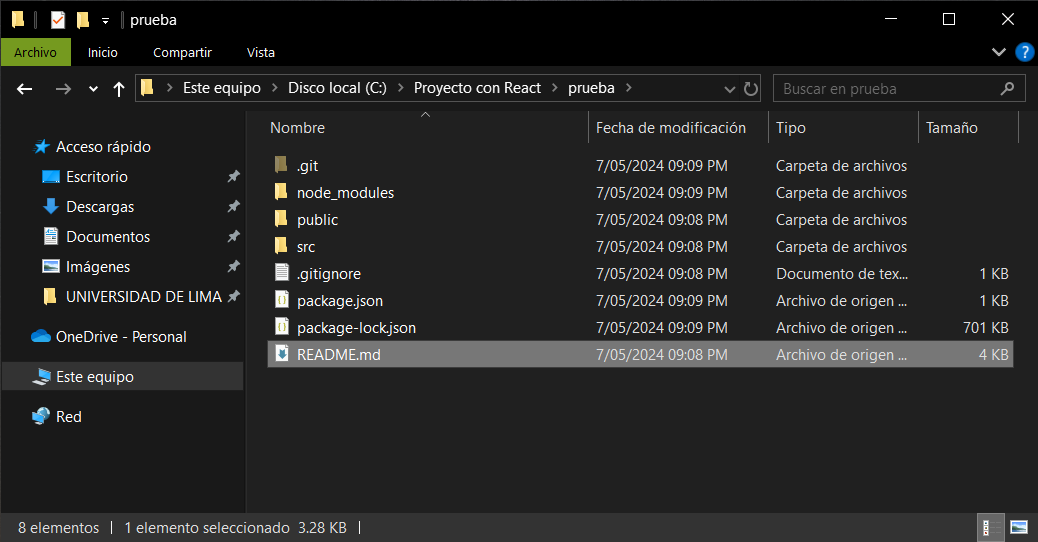 prueba
Archivo Inicio Compartir Vista
Este equipo Disco local (C:) Proyecto con React prueba Buscar en prueba
Nombre Fecha de modificación Tipo Tamaño
Acceso rápido
Escritorio
Descargas
Documentos
Imágenes
UNIVERSIDAD DE LIMA
OneDrive - Personal
Este equipo
Red
.git 7/05/2024 09:09 PM Carpeta de archivos
node_modules 7/05/2024 09:09 PM Carpeta de archivos
public 7/05/2024 09:08 PM Carpeta de archivos
src 7/05/2024 09:08 PM Carpeta de archivos
.gitignore 7/05/2024 09:08 PM Documento de tex... 1 KB
package.json 7/05/2024 09:09 PM Archivo de origen ... 1 KB
package-lock.json 7/05/2024 09:08 PM Archivo de origen ... 701 KB
README.md 7/05/2024 09:08 PM Archivo de origen ... 4 KB
8 elementos 1 elemento seleccionado 3.28 KB